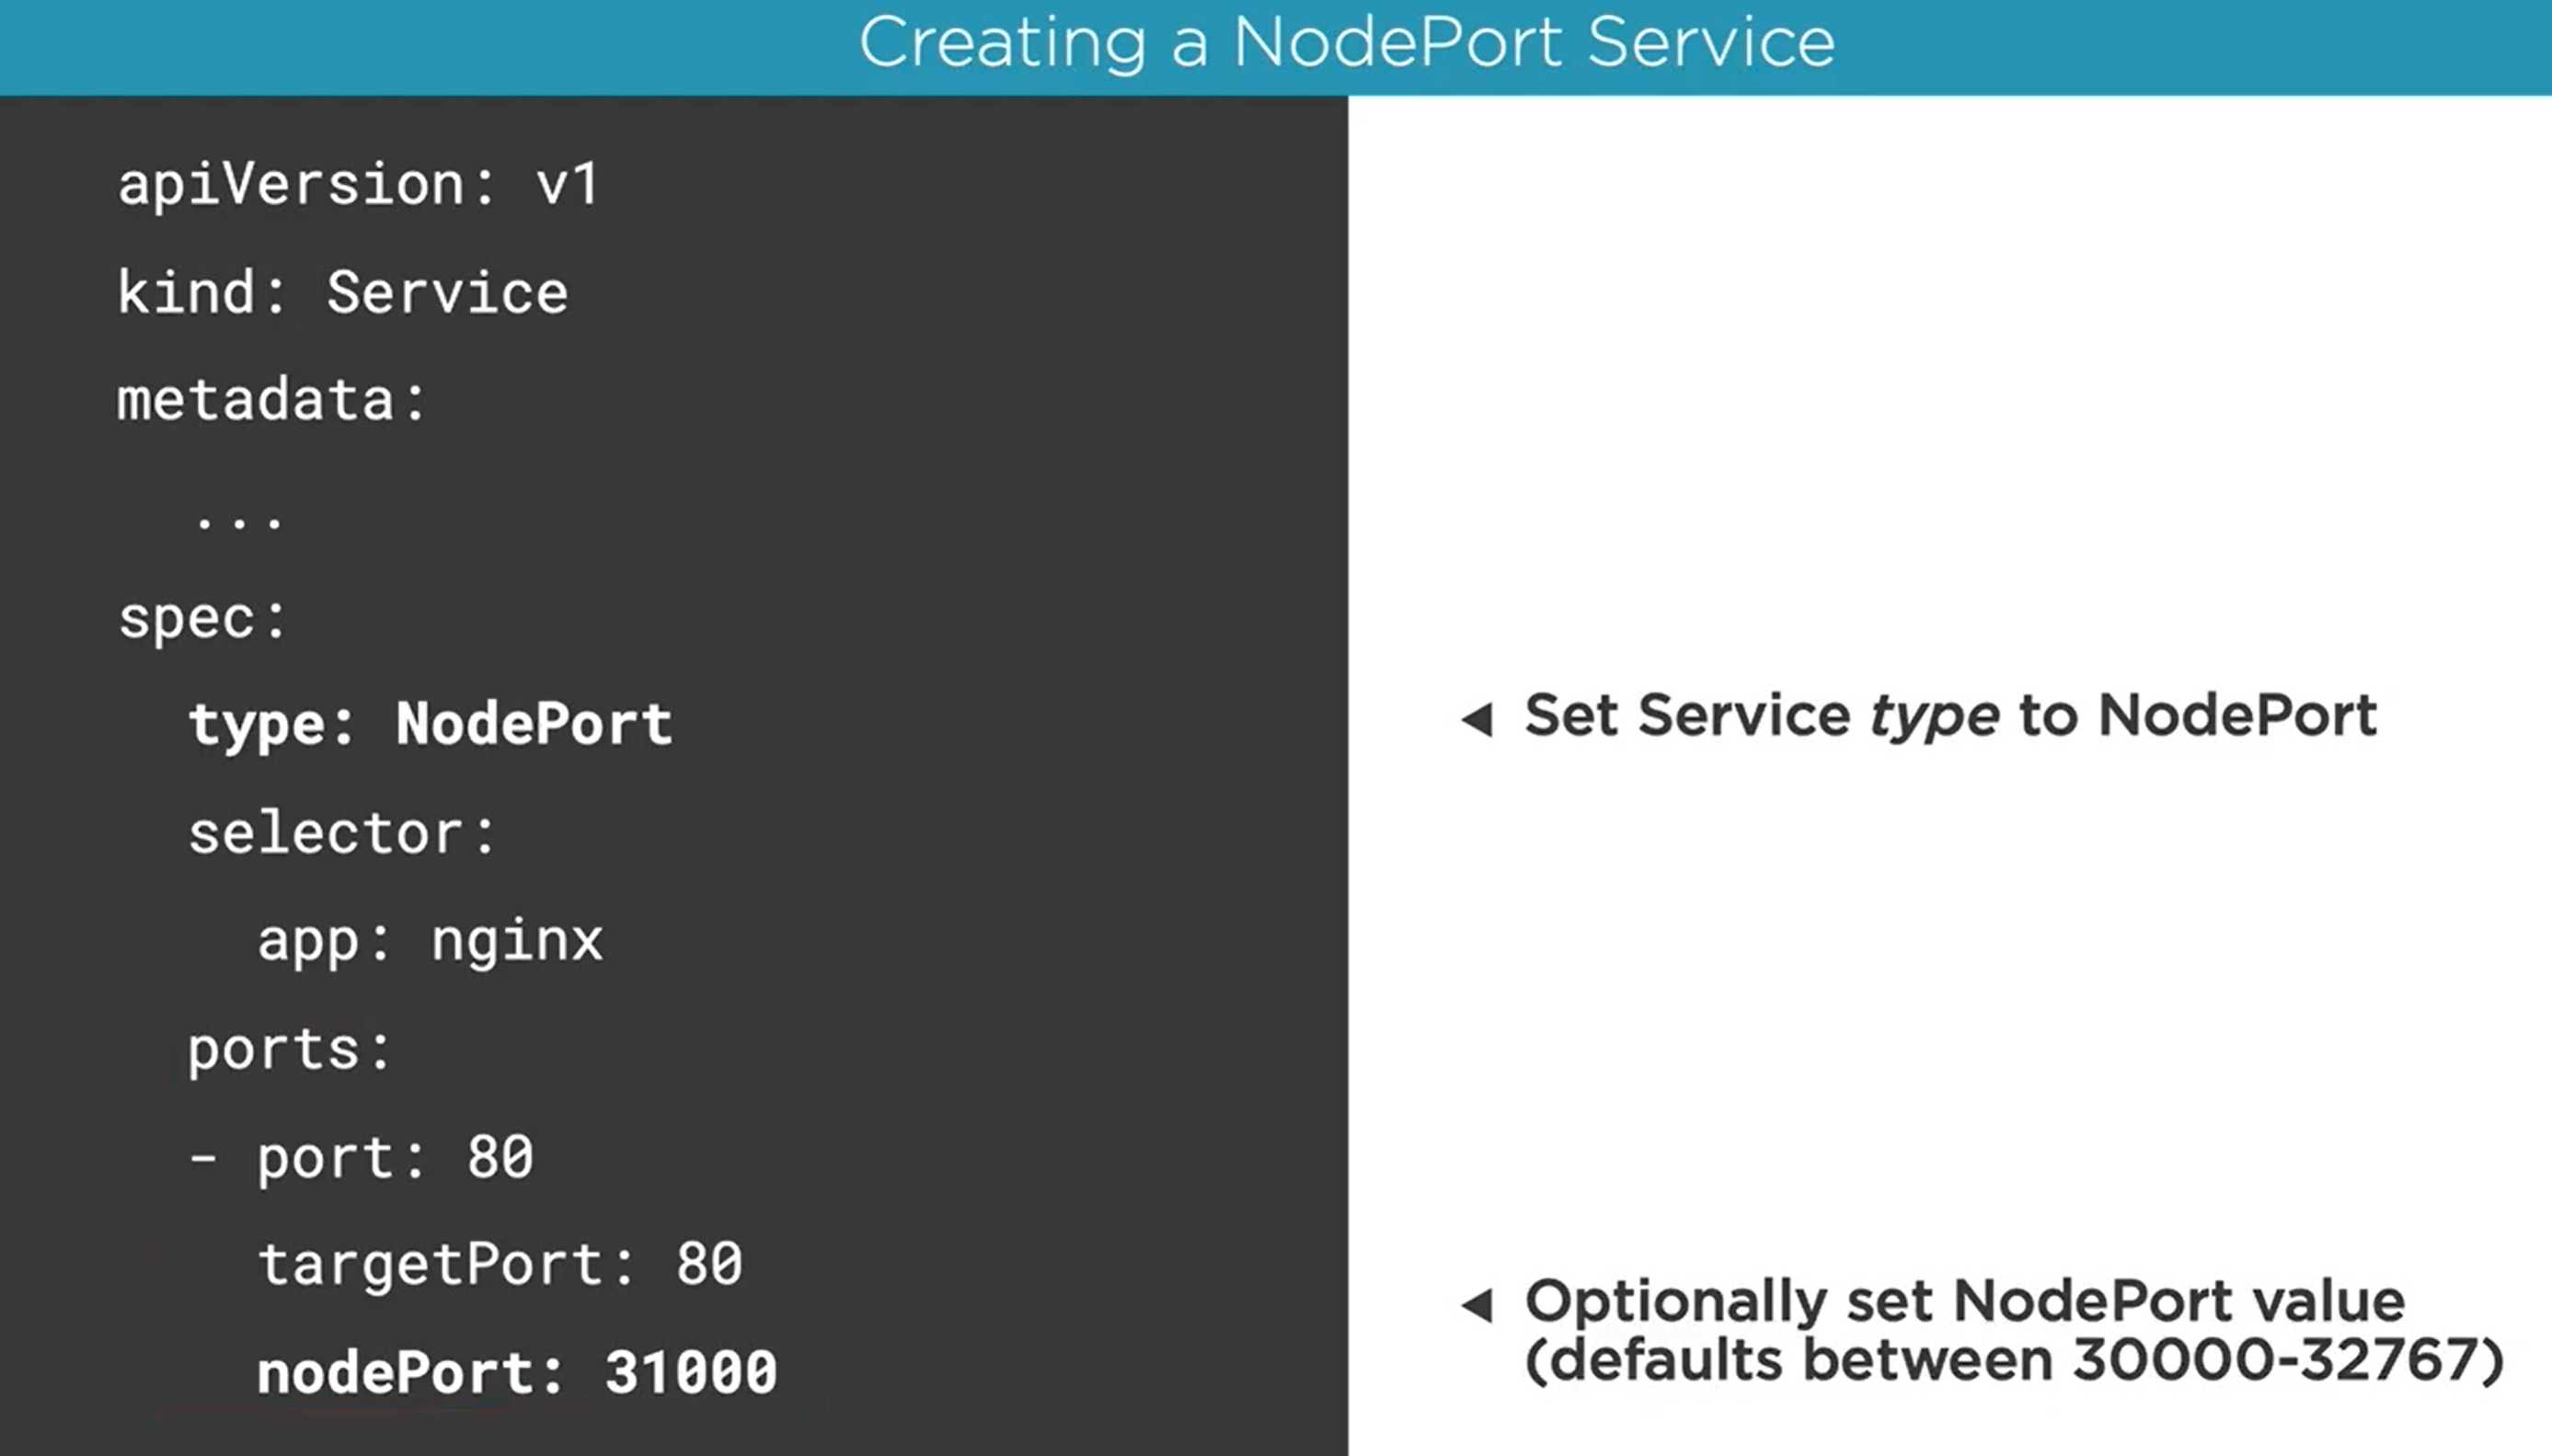 Creating a NodePort Service
apiVersion: v1
kind: Service
metadata:
  ...
spec:
  type: NodePort
  selector:
    app: nginx
  ports:
  - port: 80
    targetPort: 80
    nodePort: 31000
Set Service type to NodePort
Optionally set NodePort value
(defaults between 30000-32767)